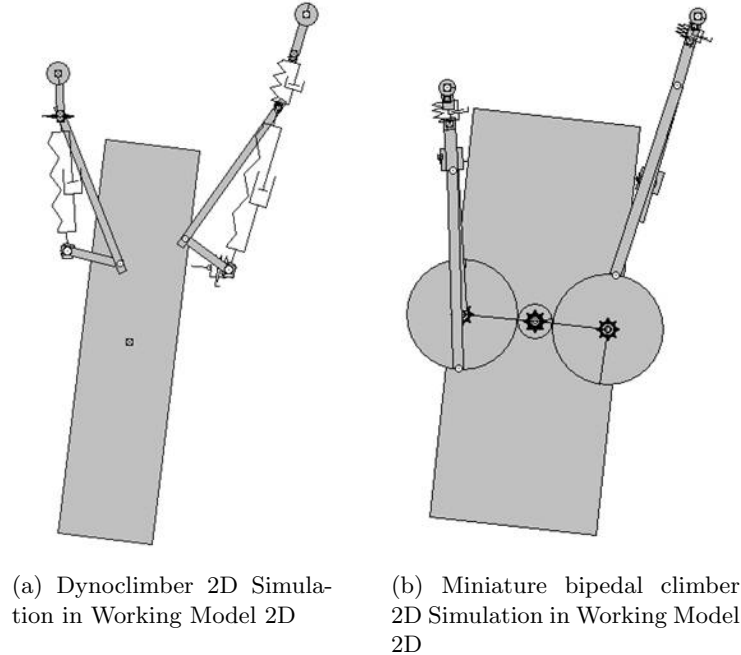 (a) Dynoclimber 2D Simula-
tion in Working Model 2D
(b) Miniature bipedal climber
2D Simulation in Working Model
2D